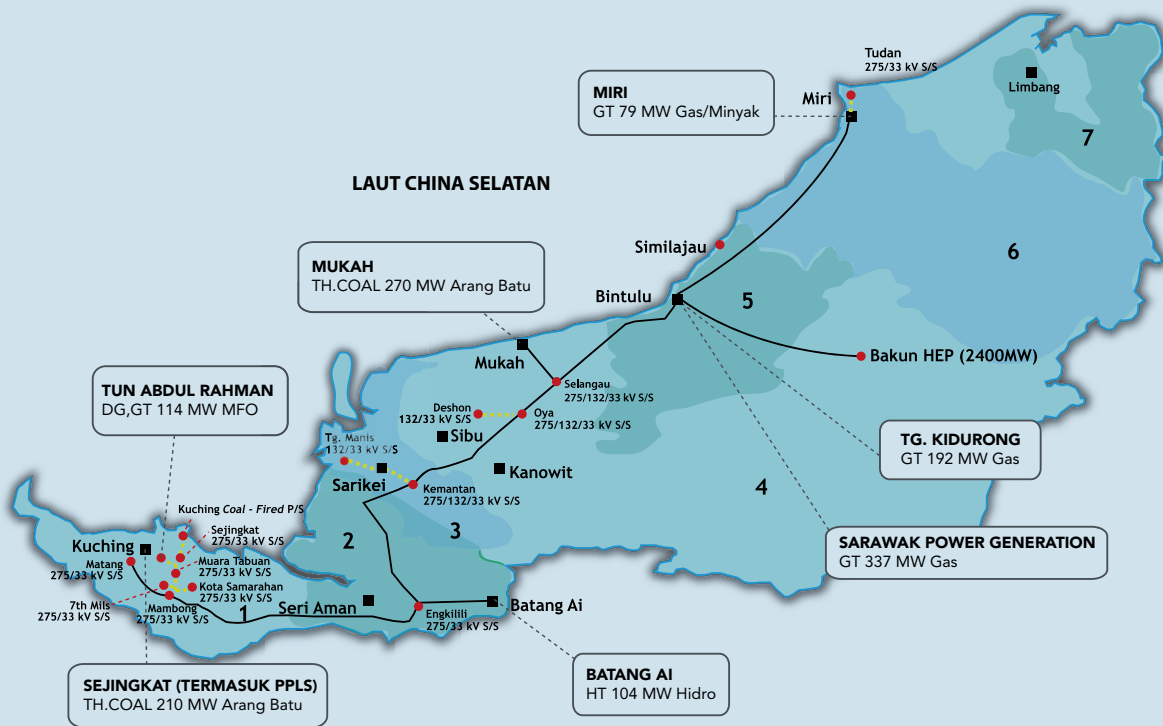 Tudan
275/33 kV S/S
Limbang
MIRI
GT 79 MW Gas/Minyak
Miri
7
LAUT CHINA SELATAN
6
Similajau
MUKAH
TH.COAL 270 MW Arang Batu
Bintulu
5
Mukah
Bakun HEP (2400MW)
TUN ABDUL RAHMAN
DG,GT 114 MW MFO
Selangau
275/132/33 kV S/S
Deshon
132/33 kV S/S
Oya
275/132/33 kV S/S
Sibu
Tg. Manis
132/33 kV S/S
TG. KIDURONG
GT 192 MW Gas
Sarikei
Kanowit
Kemantan
275/132/33 kV S/S
4
Kuching Coal - Fired P/S
Sejingkat
275/33 kV S/S
2
3
Kuching
Matang
275/33 kV S/S
Muara Tabuan
275/33 kV S/S
SARAWAK POWER GENERATION
GT 337 MW Gas
Kota Samarahan
275/33 kV S/S
7th Mils
275/33 kV S/S
Mambong
275/33 kV S/S
1
Seri Aman
Engkilili
275/33 kV S/S
Batang Ai
SEJINGKAT (TERMASUK PPLS)
TH.COAL 210 MW Arang Batu
BATANG AI
HT 104 MW Hidro